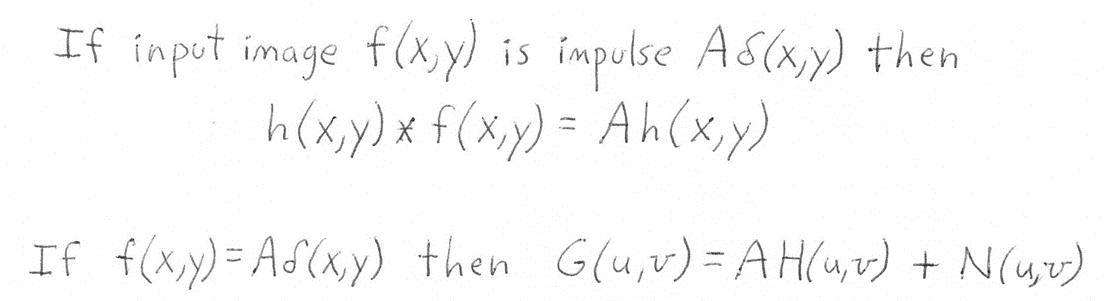 If input image f(x,y) is impulse Aδ(x,y) then
h(x,y) * f(x,y) = Ah(x,y)
If f(x,y) = Aδ(x,y) then G(u,v) = AH(u,v) + N(u,v)